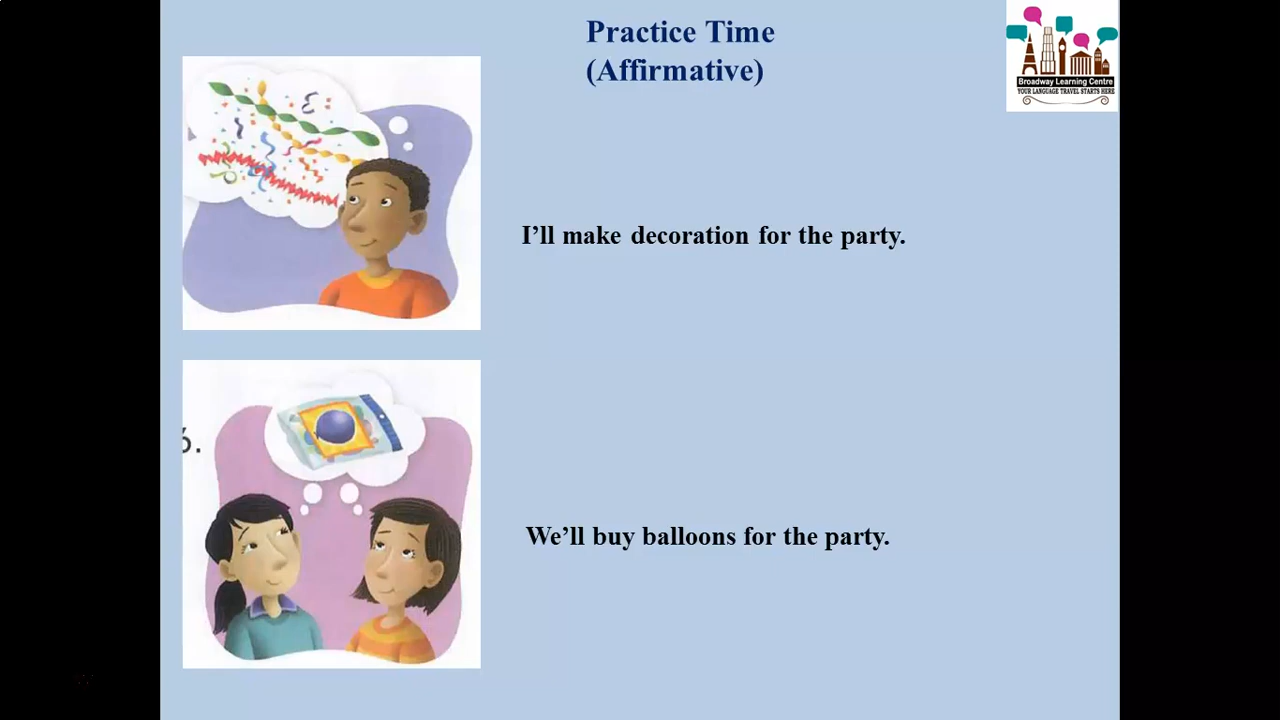 Practice Time
(Affirmative)
Broadway Learning Centre
YOUR LANGUAGE TRAVEL STARTS HERE
I’ll make decoration for the party.
6.
We’ll buy balloons for the party.